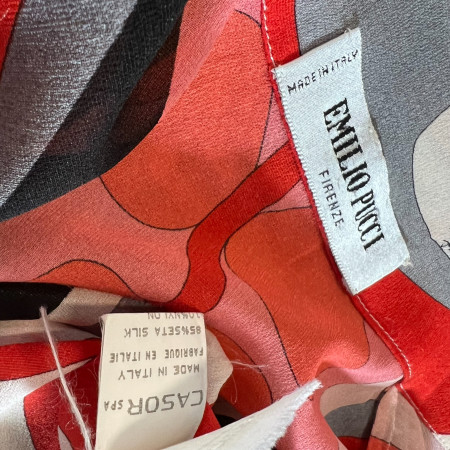 MADE IN ITALY
EMILIO PUCCI
FIRENZE
CASOR SPA
MADE IN ITALY
FABRIQUE EN ITALIE
85%SETA SILK